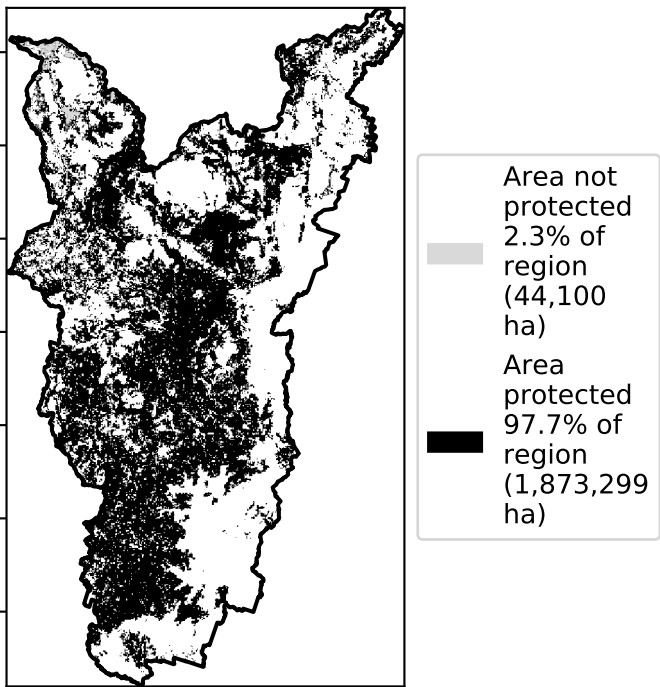 Area not
protected
2.3% of
region
(44,100
ha)
Area
protected
97.7% of
region
(1,873,299
ha)